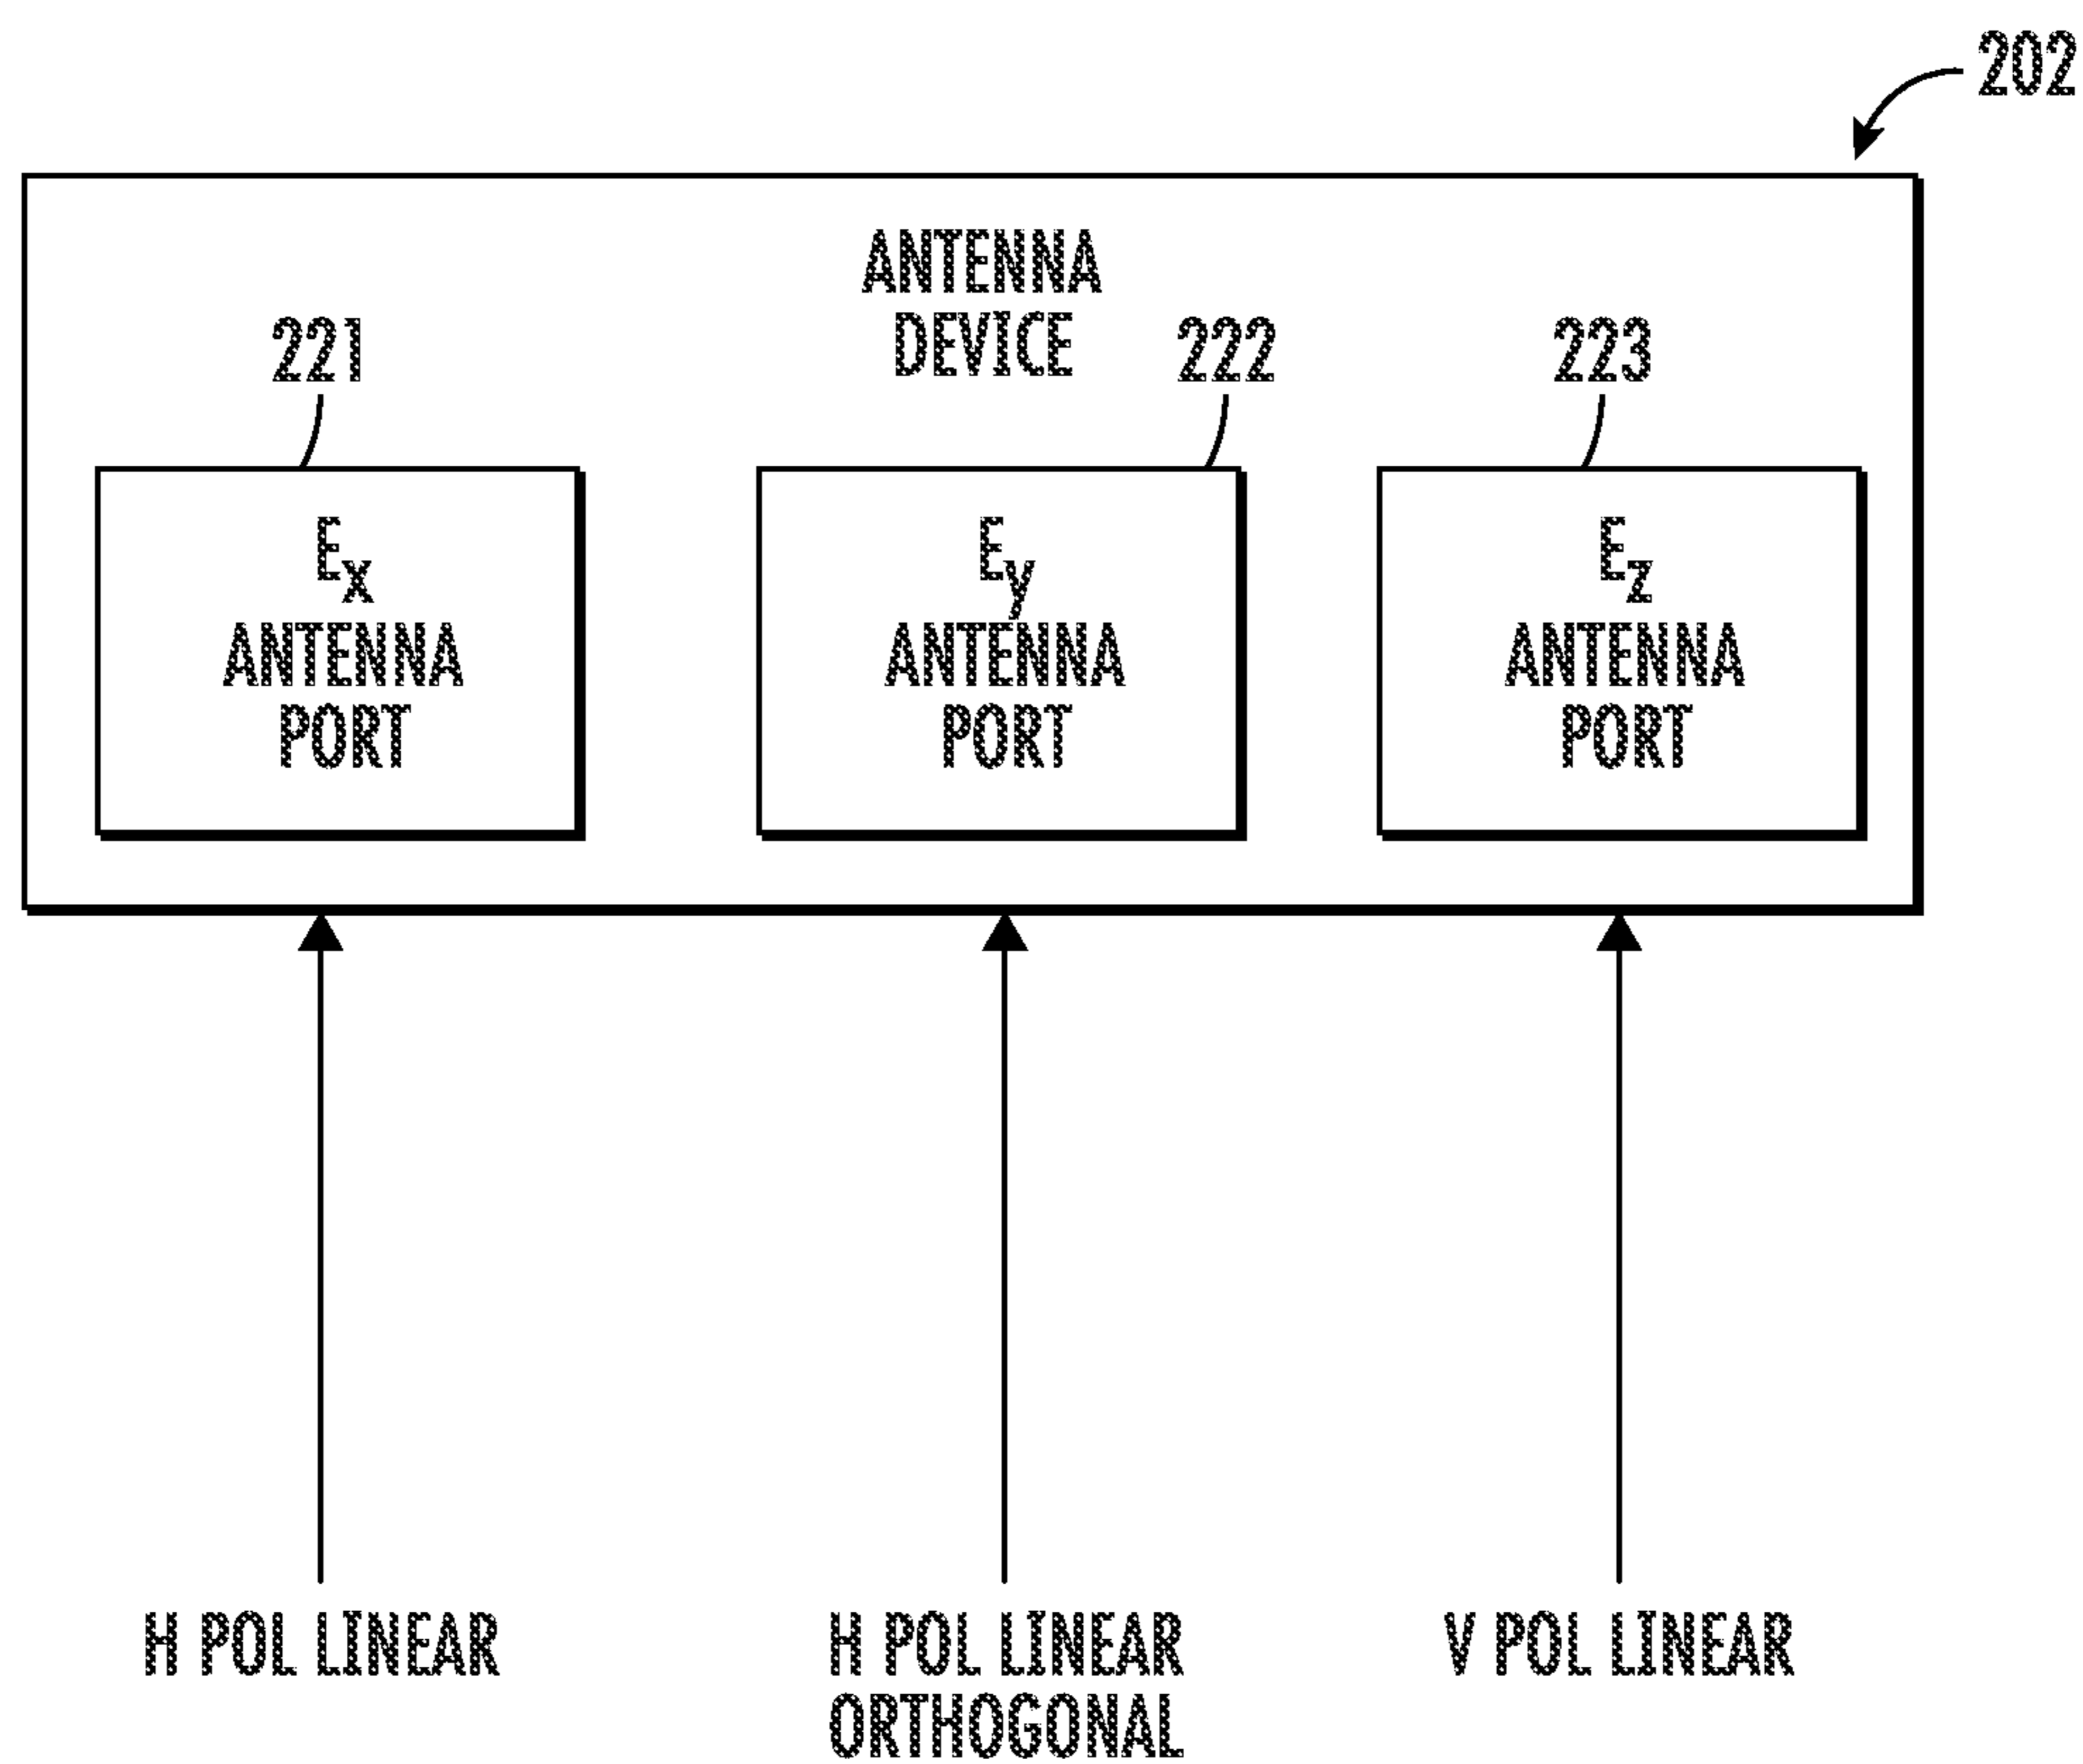 202
ANTENNA
DEVICE
221
222
223
Ex
ANTENNA
PORT
Ey
ANTENNA
PORT
Ez
ANTENNA
PORT
H POL LINEAR
H POL LINEAR
ORTHOGONAL
V POL LINEAR